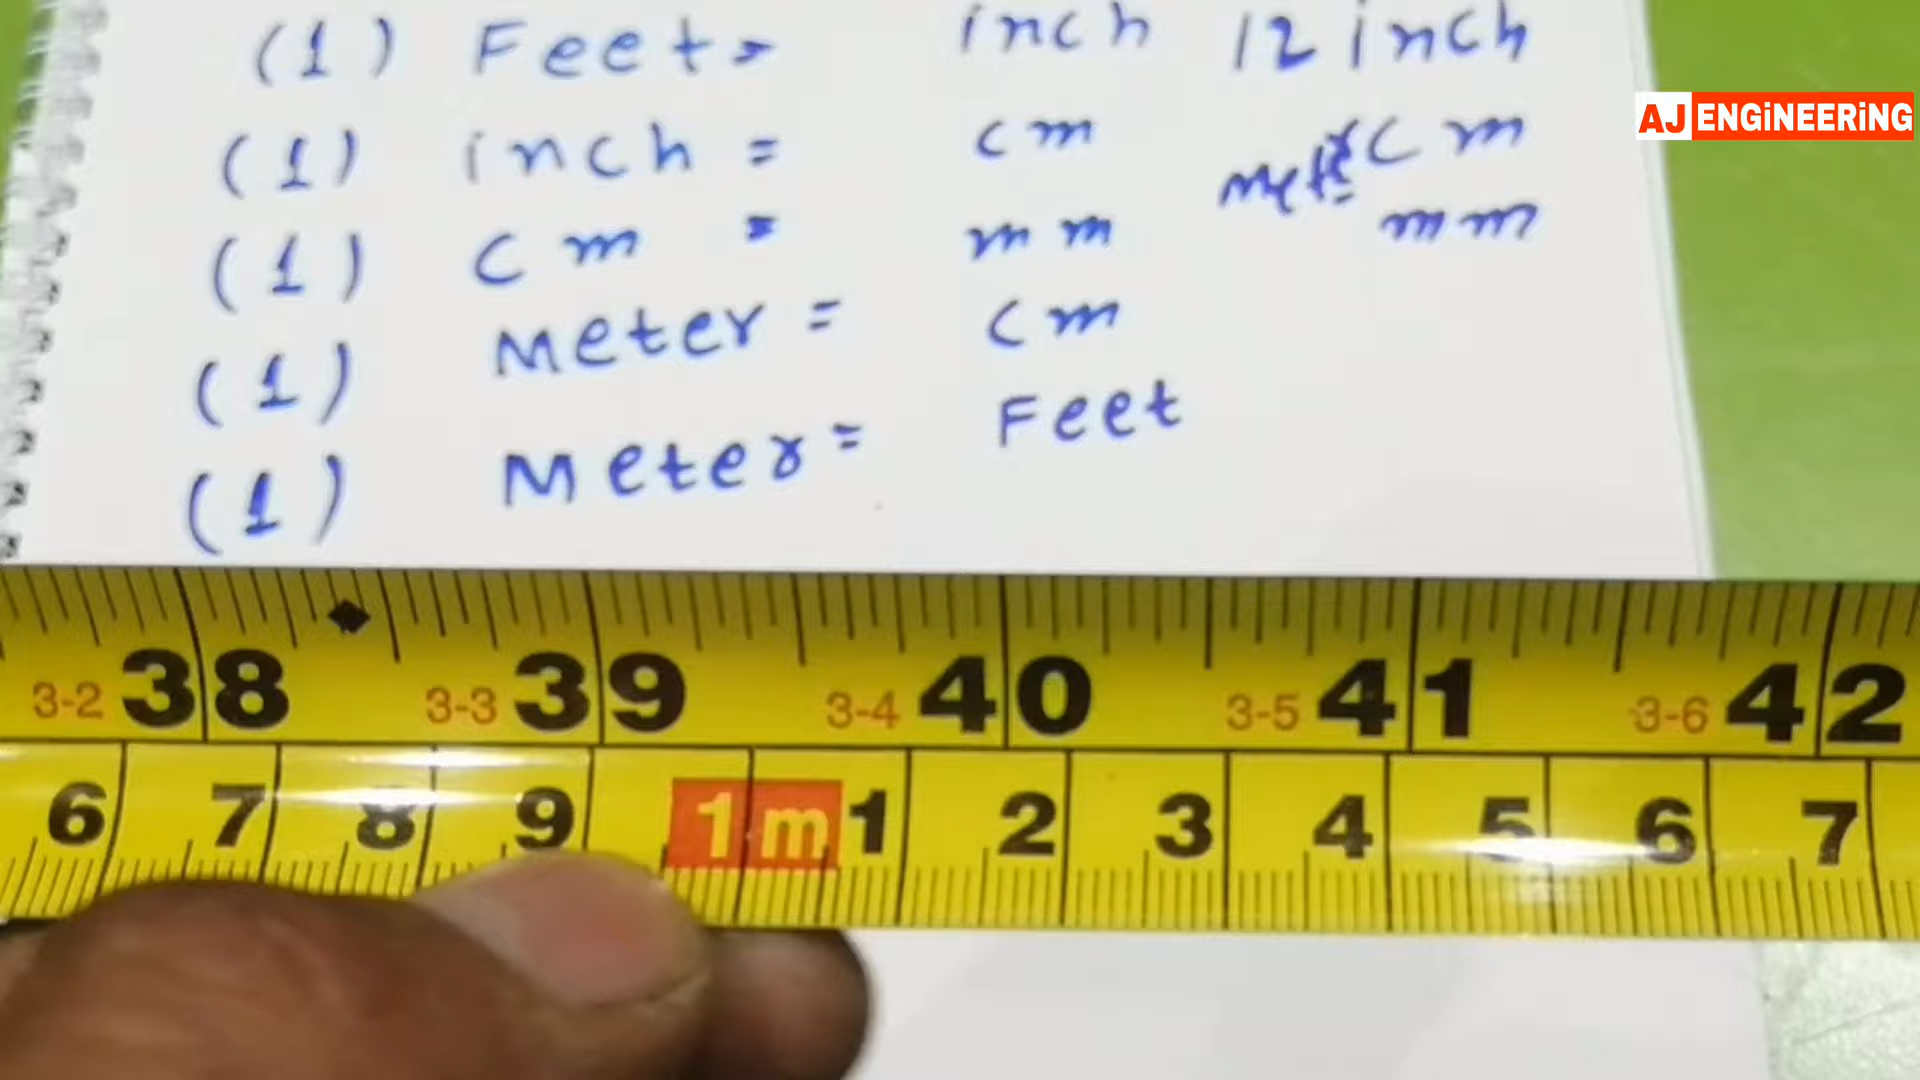 (1) Feet = inch 12 inch
AJ ENGiNEERiNG
(1) inch = cm cm
(1) cm = mm mm
(1) Meter = cm
(1) Meter = Feet
3-2 38 3-3 39 3-4 40 3-5 41 3-6 42
6 7 8 9 1m 1 2 3 4 5 6 7